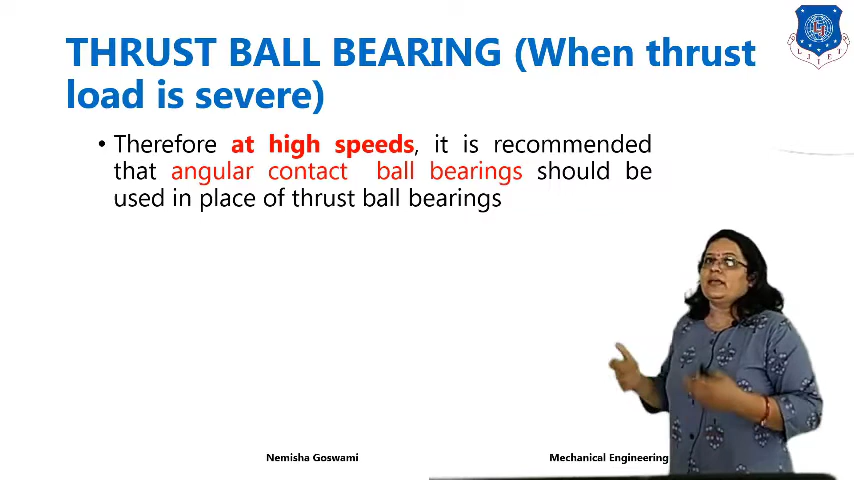 THRUST BALL BEARING (When thrust
load is severe)
• Therefore at high speeds, it is recommended
that angular contact ball bearings should be
used in place of thrust ball bearings
Nemisha Goswami
Mechanical Engineering